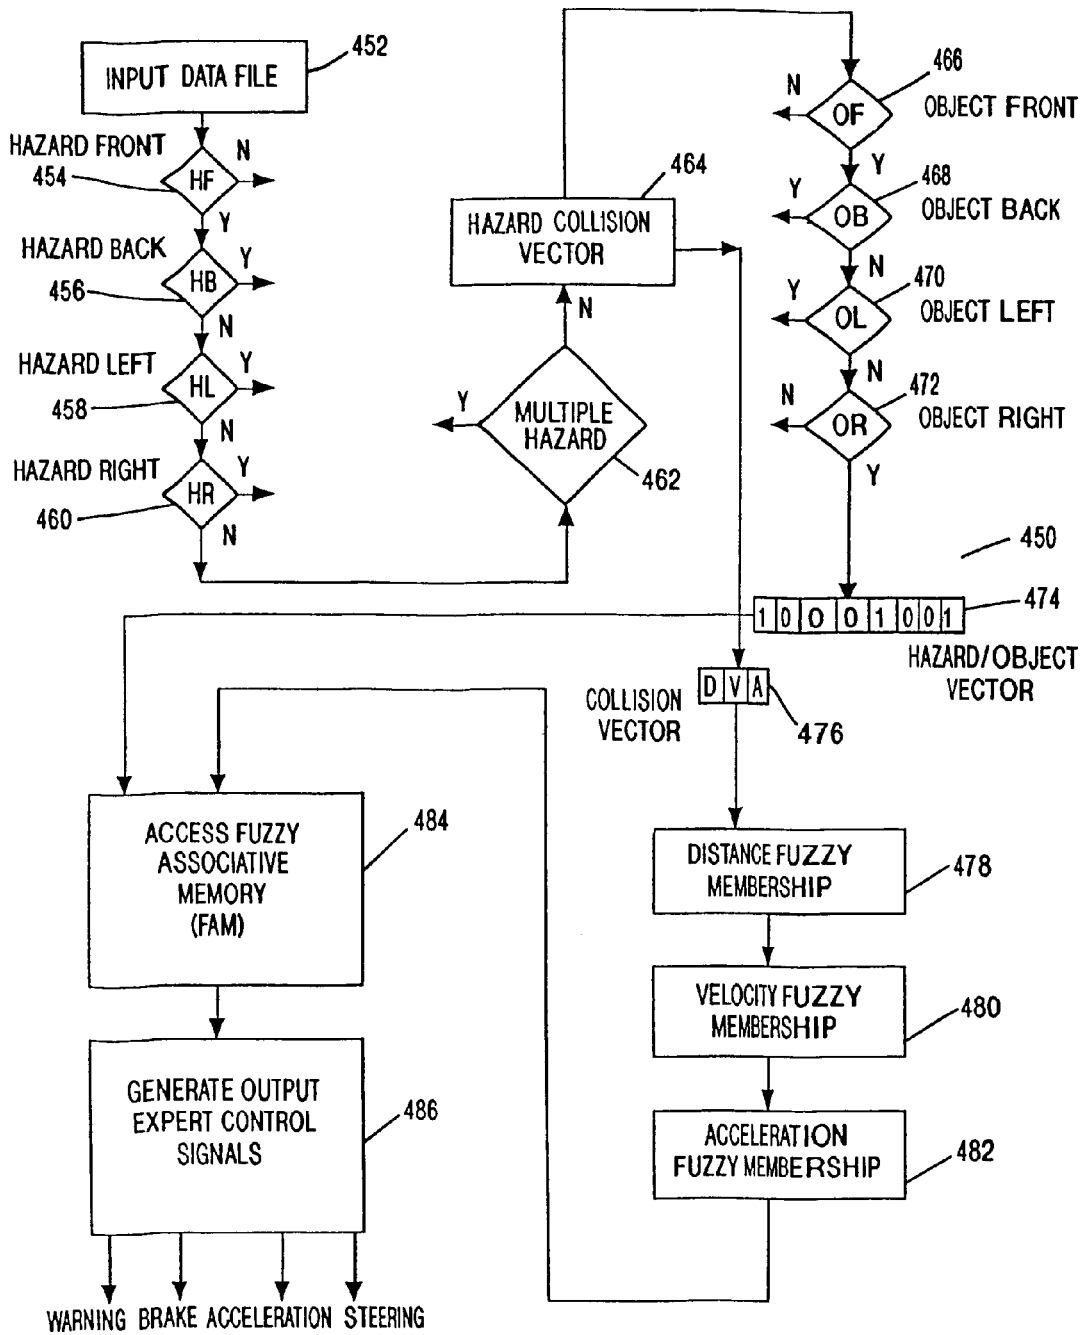 452
INPUT DATA FILE
HAZARD FRONT
454
HF
N
Y
HAZARD BACK
456
HB
Y
N
HAZARD LEFT
458
HL
Y
N
HAZARD RIGHT
460
HR
Y
N
464
HAZARD COLLISION
VECTOR
N
Y
MULTIPLE
HAZARD
462
466
N
OF
OBJECT FRONT
Y
468
Y
OB
OBJECT BACK
N
470
Y
OL
OBJECT LEFT
N
472
N
OR
OBJECT RIGHT
Y
450
474
1 0 0 0 1 0 0 1
HAZARD/OBJECT
VECTOR
COLLISION
VECTOR
D V A
476
ACCESS FUZZY
ASSOCIATIVE
MEMORY
(FAM)
484
DISTANCE FUZZY
MEMBERSHIP
478
VELOCITY FUZZY
MEMBERSHIP
480
GENERATE OUTPUT
EXPERT CONTROL
SIGNALS
486
ACCELERATION
FUZZY MEMBERSHIP
482
WARNING BRAKE ACCELERATION STEERING